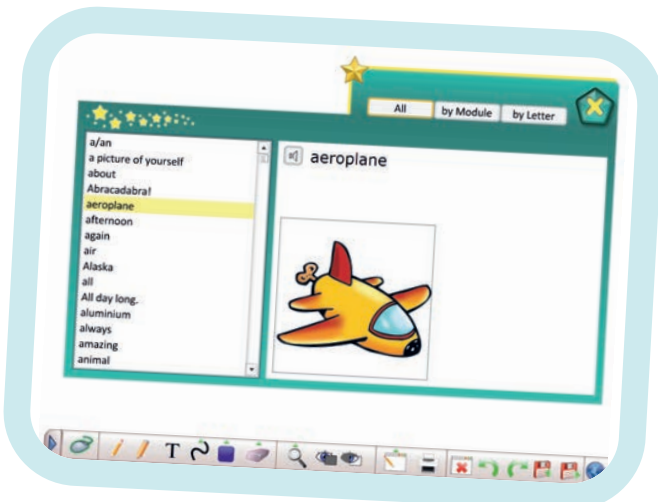 All by Module by Letter
a/an
a picture of yourself
about
Abracadabra!
aeroplane
afternoon
again
air
Alaska
all
All day long.
aluminium
always
amazing
animal
aeroplane
T